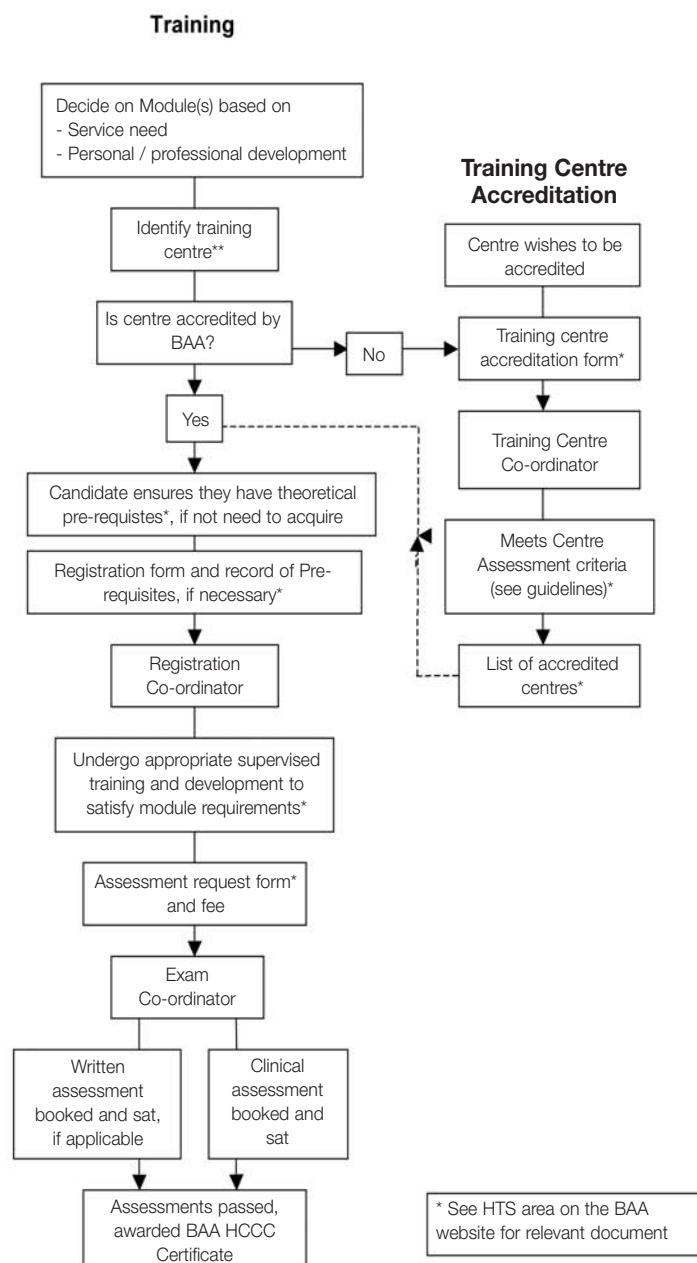 Training
Decide on Module(s) based on
- Service need
- Personal / professional development
Identify training
centre**
Is centre accredited by
BAA?
No
Yes
Candidate ensures they have theoretical
pre-requistes*, if not need to acquire
Registration form and record of Pre-
requisites, if necessary*
Registration
Co-ordinator
Undergo appropriate supervised
training and development to
satisfy module requirements*
Assessment request form*
and fee
Exam
Co-ordinator
Written
assessment
booked and sat,
if applicable
Clinical
assessment
booked and
sat
Assessments passed,
awarded BAA HCCC
Certificate
Training Centre
Accreditation
Centre wishes to be
accredited
Training centre
accreditation form*
Training Centre
Co-ordinator
Meets Centre
Assessment criteria
(see guidelines)*
List of accredited
centres*
* See HTS area on the BAA
website for relevant document